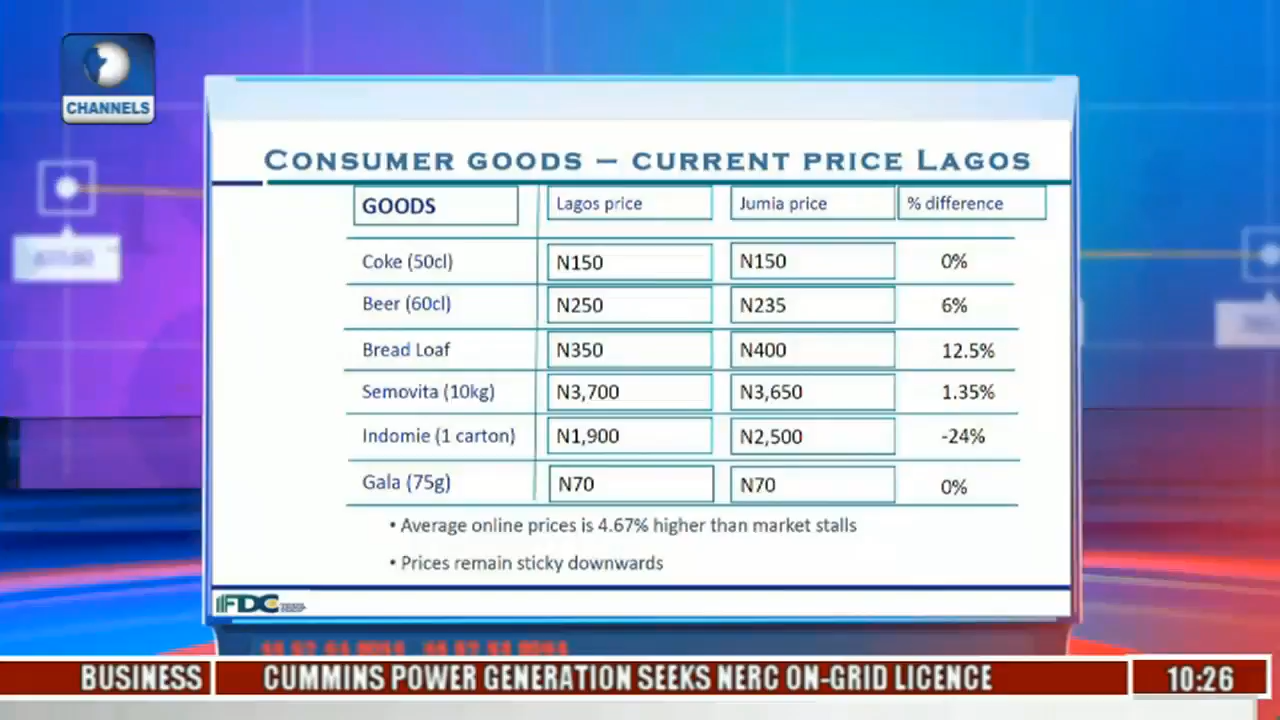 CHANNELS
CONSUMER GOODS – CURRENT PRICE LAGOS
GOODS Lagos price Jumia price % difference
Coke (50cl) N150 N150 0%
Beer (60cl) N250 N235 6%
Bread Loaf N350 N400 12.5%
Semovita (10kg) N3,700 N3,650 1.35%
Indomie (1 carton) N1,900 N2,500 -24%
Gala (75g) N70 N70 0%
• Average online prices is 4.67% higher than market stalls
• Prices remain sticky downwards
FDC
BUSINESS CUMMINS POWER GENERATION SEEKS NERC ON-GRID LICENCE 10:26